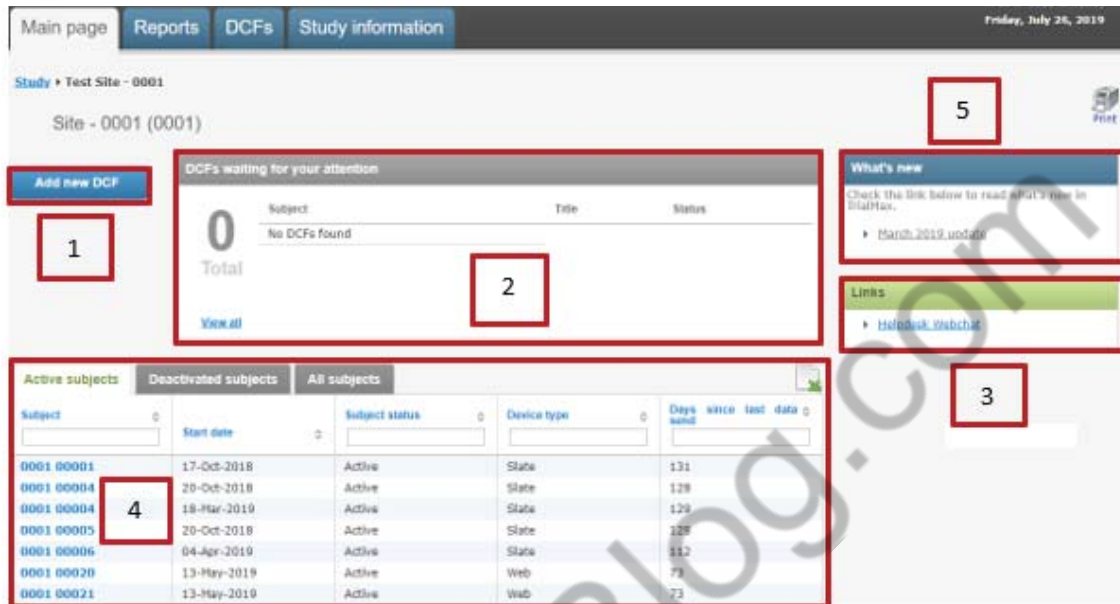 Main page Reports DCFs Study information
Friday, July 26, 2019
Study ▸ Test Site - 0001
Print
Site - 0001 (0001)
5
Add new DCF
1
DCFs waiting for your attention
Subject Title Status
No DCFs found
0
Total
2
View all
What's new
Check the link below to read what's new in
TrialMax.
March 2019 update
Links
Helpdesk Webchat
3
Active subjects Deactivated subjects All subjects
Subject Start date Subject status Device type Days since last data
send
0001 00001 17-Oct-2018 Active Slate 131
0001 00004 20-Oct-2018 Active Slate 129
0001 00004 18-Mar-2019 Active Slate 129
0001 00005 20-Oct-2018 Active Slate 128
0001 00006 04-Apr-2019 Active Slate 112
0001 00020 13-May-2019 Active Web 73
0001 00021 13-May-2019 Active Web 73
4
log.com